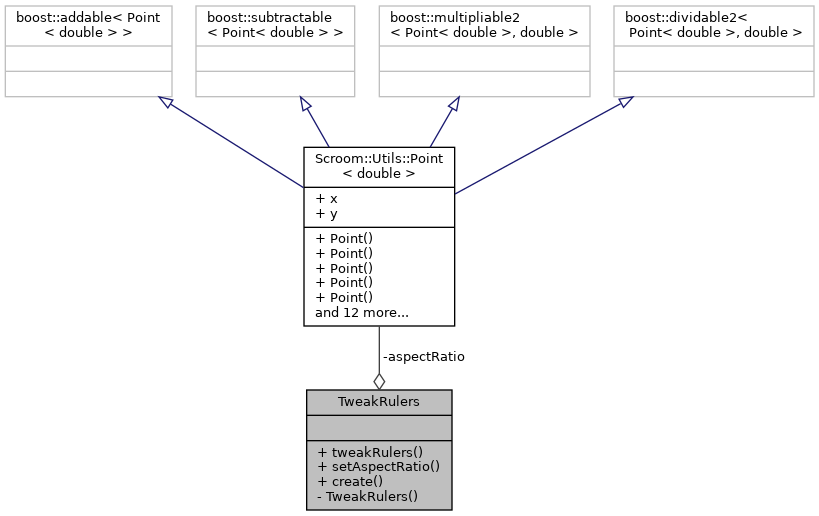 boost::addable< Point
< double > >
boost::subtractable
< Point< double > >
boost::multipliable2
< Point< double >, double >
boost::dividable2<
Point< double >, double >
Scroom::Utils::Point
< double >
+ x
+ y
+ Point()
+ Point()
+ Point()
+ Point()
+ Point()
and 12 more...
-aspectRatio
TweakRulers
+ tweakRulers()
+ setAspectRatio()
+ create()
- TweakRulers()